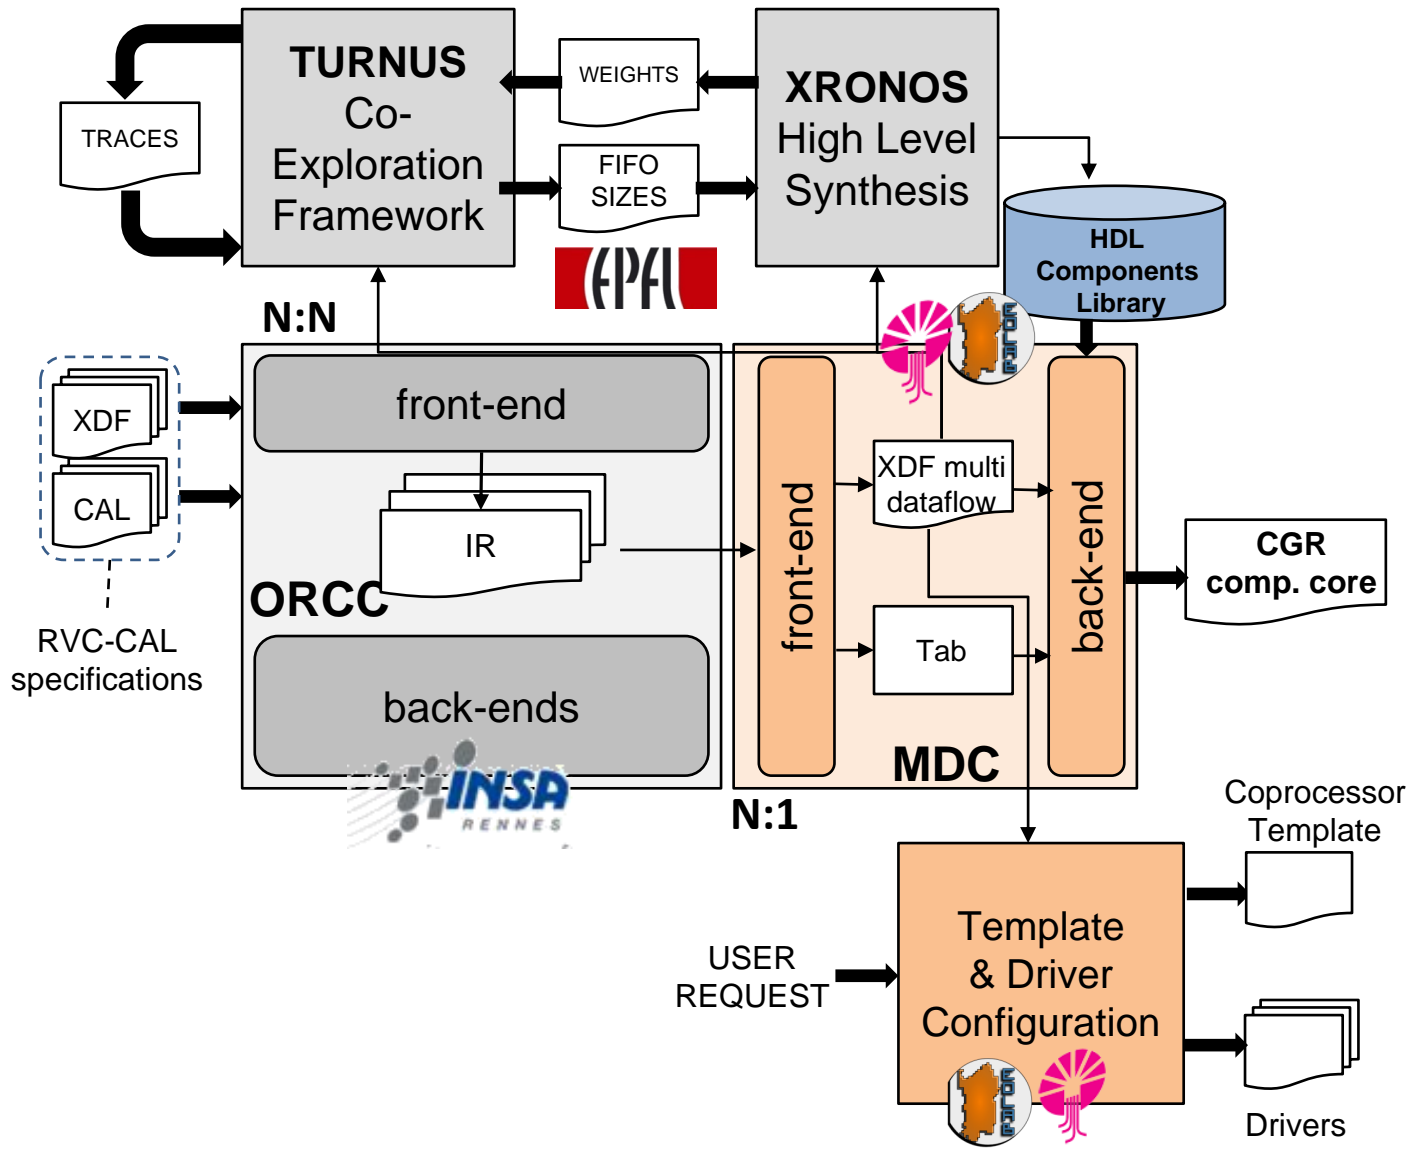 TURNUS
Co-
Exploration
Framework
WEIGHTS
FIFO
SIZES
XRONOS
High Level
Synthesis
TRACES
HDL
Components
Library
EPFL
N:N
XDF
CAL
RVC-CAL
specifications
front-end
IR
ORCC
back-ends
INSA
RENNES
front-end
XDF multi
dataflow
Tab
back-end
MDC
N:1
CGR
comp. core
USER
REQUEST
Template
& Driver
Configuration
Coprocessor
Template
Drivers
EOLAB